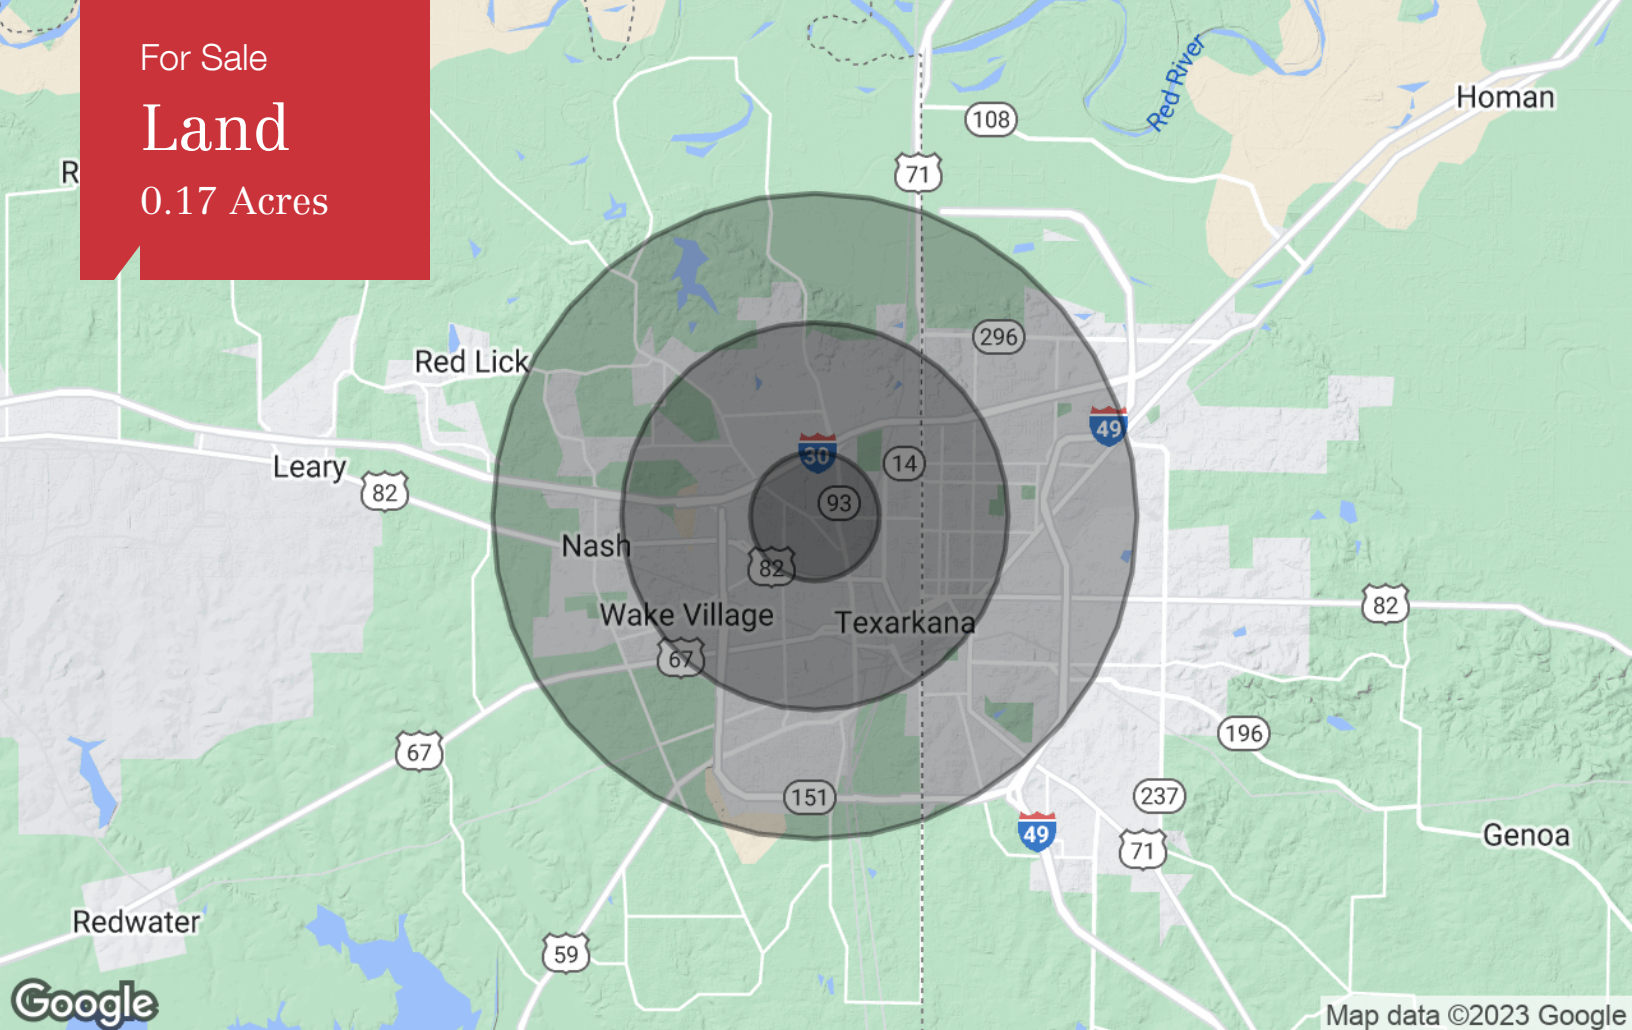 For Sale
Land
0.17 Acres
R
Red River
Homan
108
71
296
Red Lick
49
30
14
93
Leary
82
Nash
82
82
Wake Village
Texarkana
67
67
196
151
237
49
71
Genoa
Redwater
59
Google
Map data ©2023 Google